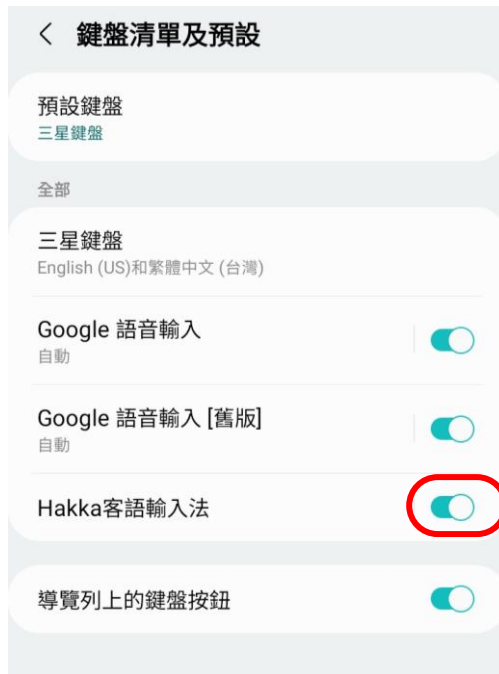 鍵盤清單及預設
預設鍵盤
三星鍵盤
全部
三星鍵盤
English (US)和繁體中文 (台灣)
Google 語音輸入
自動
Google 語音輸入 [舊版]
自動
Hakka客語輸入法
導覽列上的鍵盤按鈕